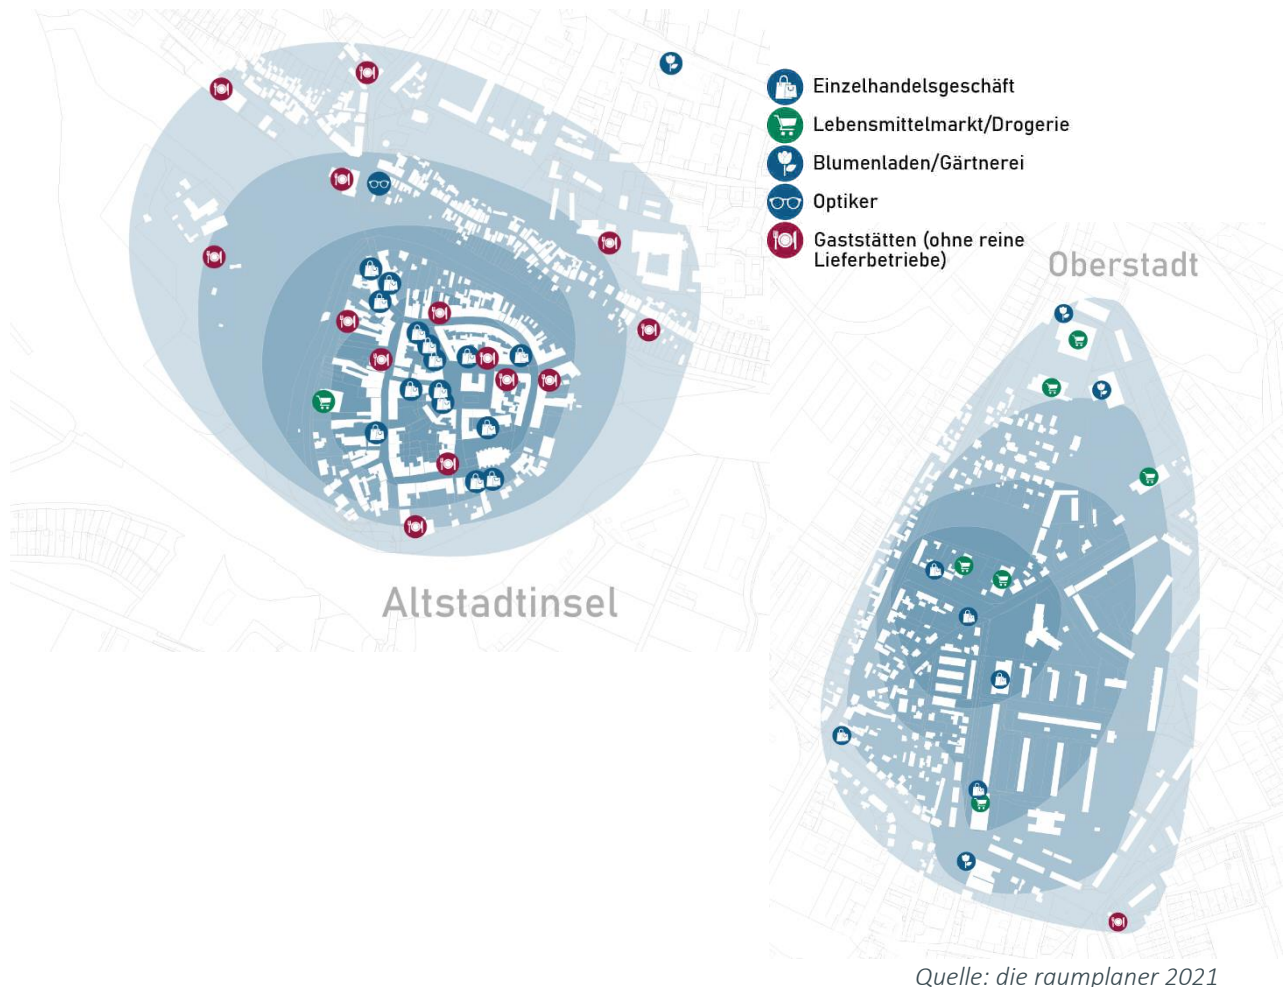 Einzelhandelsgeschäft
Lebensmittelmarkt/Drogerie
Blumenladen/Gärtnerei
Optiker
Gaststätten (ohne reine
Lieferbetriebe)
Oberstadt
Altstadtinsel
Quelle: die raumplaner 2021